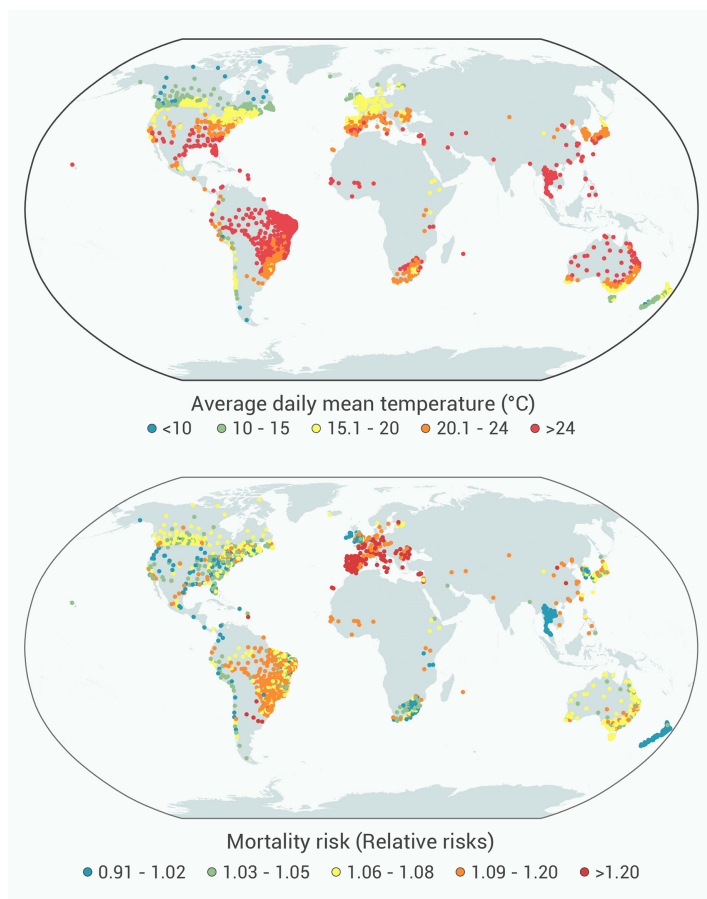 Average daily mean temperature (°C)
<10 10 - 15 15.1 - 20 20.1 - 24 >24
Mortality risk (Relative risks)
0.91 - 1.02 1.03 - 1.05 1.06 - 1.08 1.09 - 1.20 >1.20